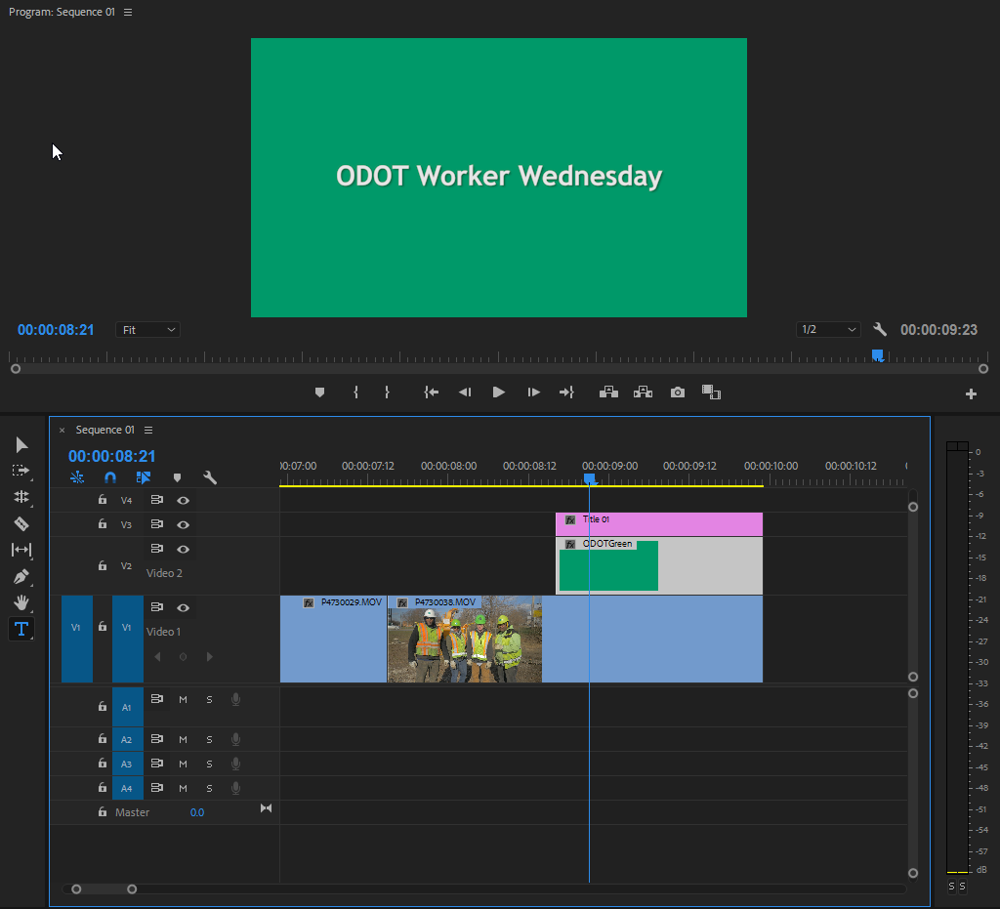 Program: Sequence 01
ODOT Worker Wednesday
00:00:08:21
Fit
1/2
00:00:09:23
Sequence 01
00:00:08:21
00:07:00 00:00:07:12 00:00:08:00 00:00:08:12 00:00:09:00 00:00:09:12 00:00:10:00 00:00:10:12
V4
V3
Title 01
ODOTGreen
V2
Video 2
P4730029.MOV
P4730038.MOV
V1
V1
Video 1
A1 M S
A2 M S
A3 M S
A4 M S
Master 0.0
0
-3
-6
-9
-12
-15
-18
-21
-24
-27
-30
-33
-36
-39
-42
-45
-48
-51
-54
-57
dB
S S
T